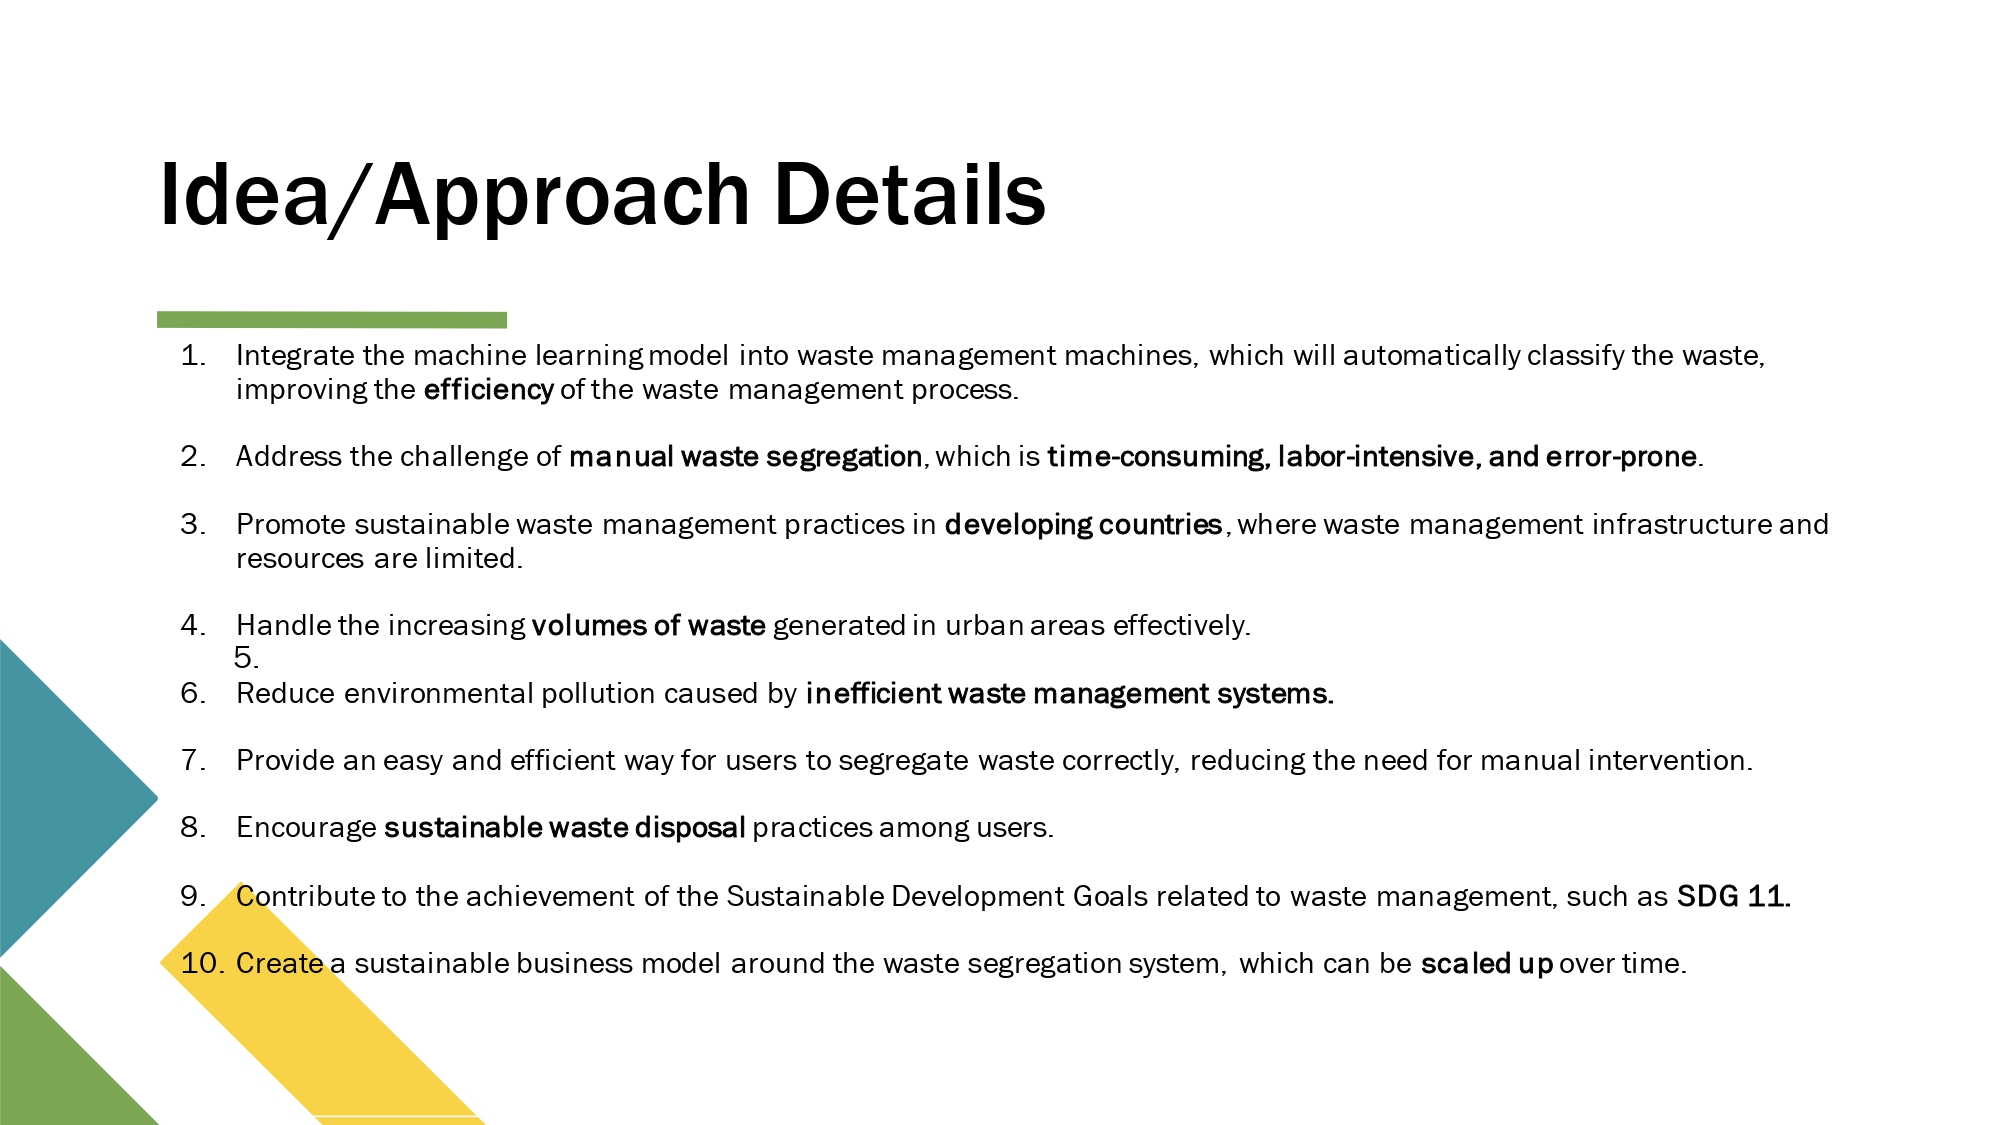 Idea/Approach Details
1. Integrate the machine learning model into waste management machines, which will automatically classify the waste,
improving the efficiency of the waste management process.
2. Address the challenge of manual waste segregation, which is time-consuming, labor-intensive, and error-prone.
3. Promote sustainable waste management practices in developing countries, where waste management infrastructure and
resources are limited.
4. Handle the increasing volumes of waste generated in urban areas effectively.
5.
6. Reduce environmental pollution caused by inefficient waste management systems.
7. Provide an easy and efficient way for users to segregate waste correctly, reducing the need for manual intervention.
8. Encourage sustainable waste disposal practices among users.
9. Contribute to the achievement of the Sustainable Development Goals related to waste management, such as SDG 11.
10. Create a sustainable business model around the waste segregation system, which can be scaled up over time.